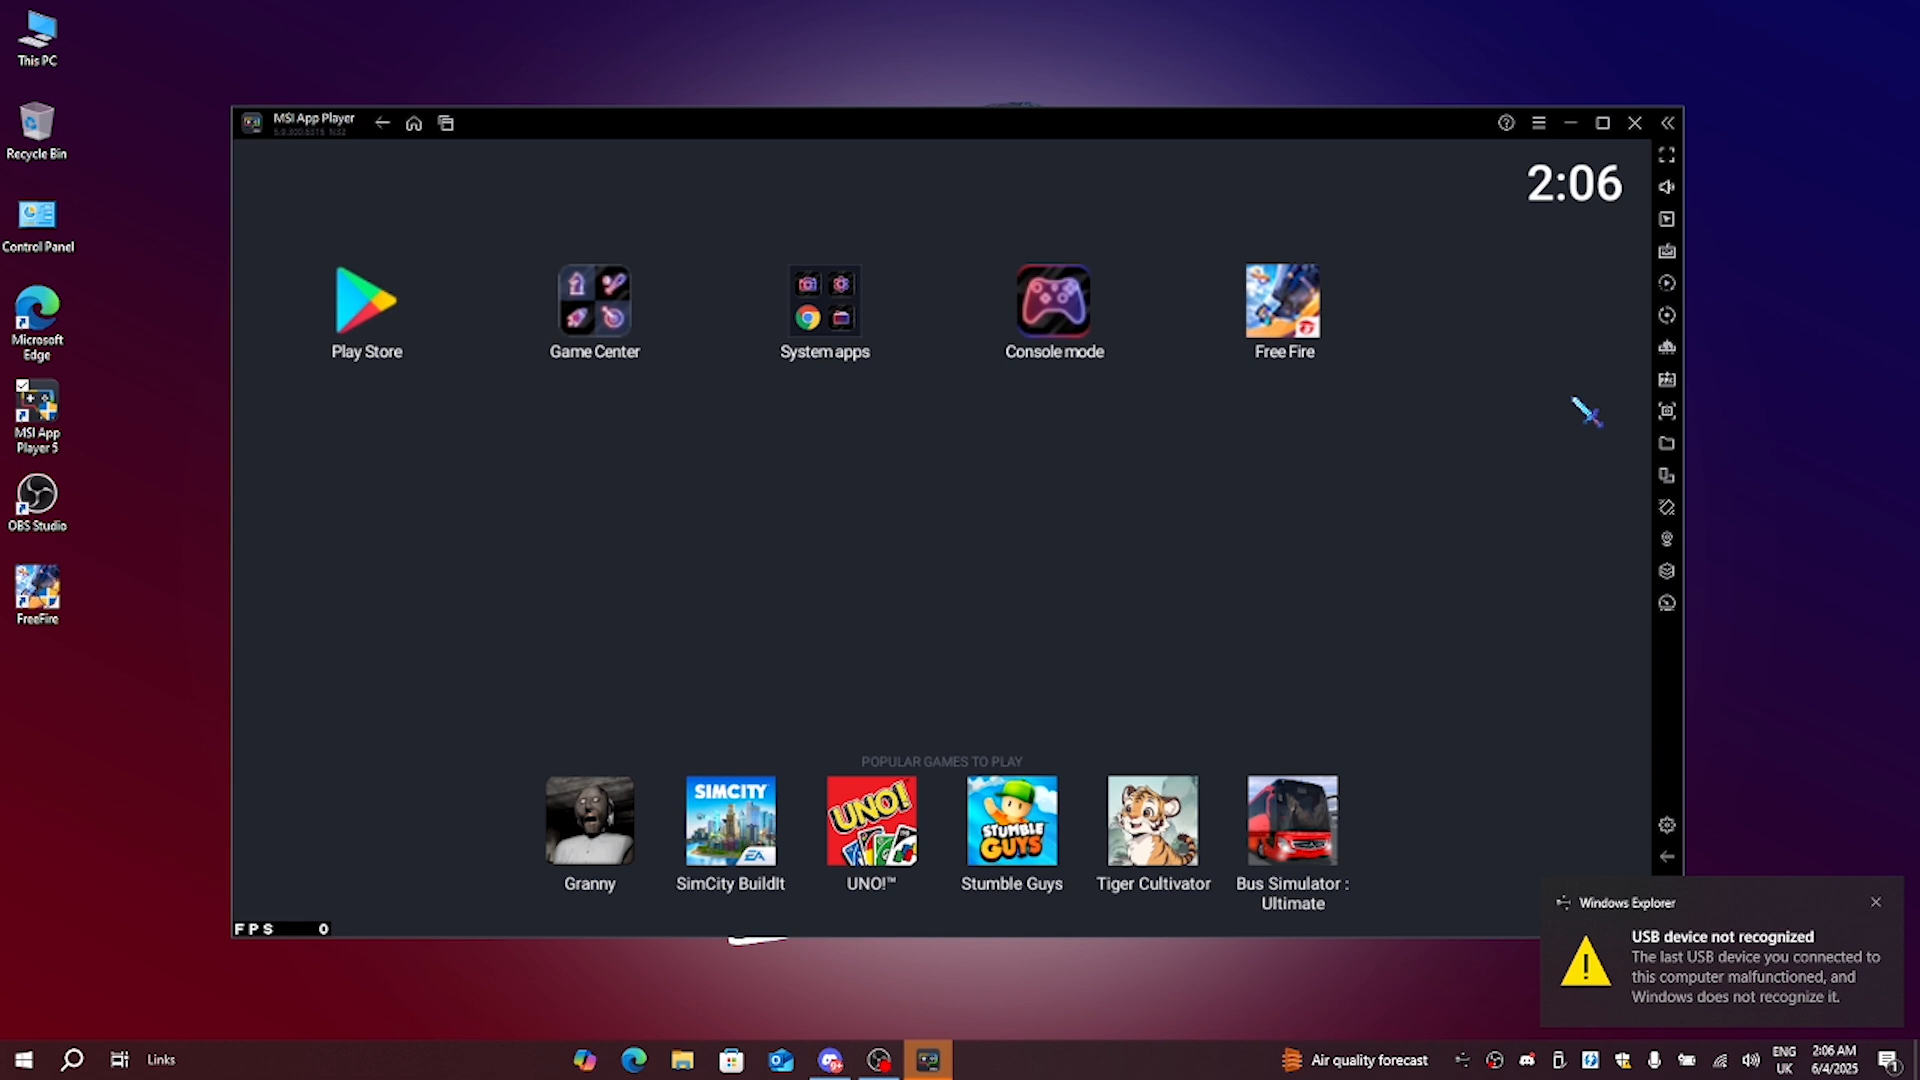 This PC
Recycle Bin
Control Panel
Microsoft
Edge
MSI App
Player 5
OBS Studio
FreeFire
MSI App Player
2:06
Play Store
Game Center
System apps
Console mode
Free Fire
POPULAR GAMES TO PLAY
SIMCITY
EA
UNO!
STUMBLE
GUYS
Granny
SimCity BuildIt
UNO!™
Stumble Guys
Tiger Cultivator
Bus Simulator :
Ultimate
FPS 0
Windows Explorer
USB device not recognized
The last USB device you connected to
this computer malfunctioned, and
Windows does not recognize it.
Links
Air quality forecast
ENG
UK
2:06 AM
6/4/2025
1